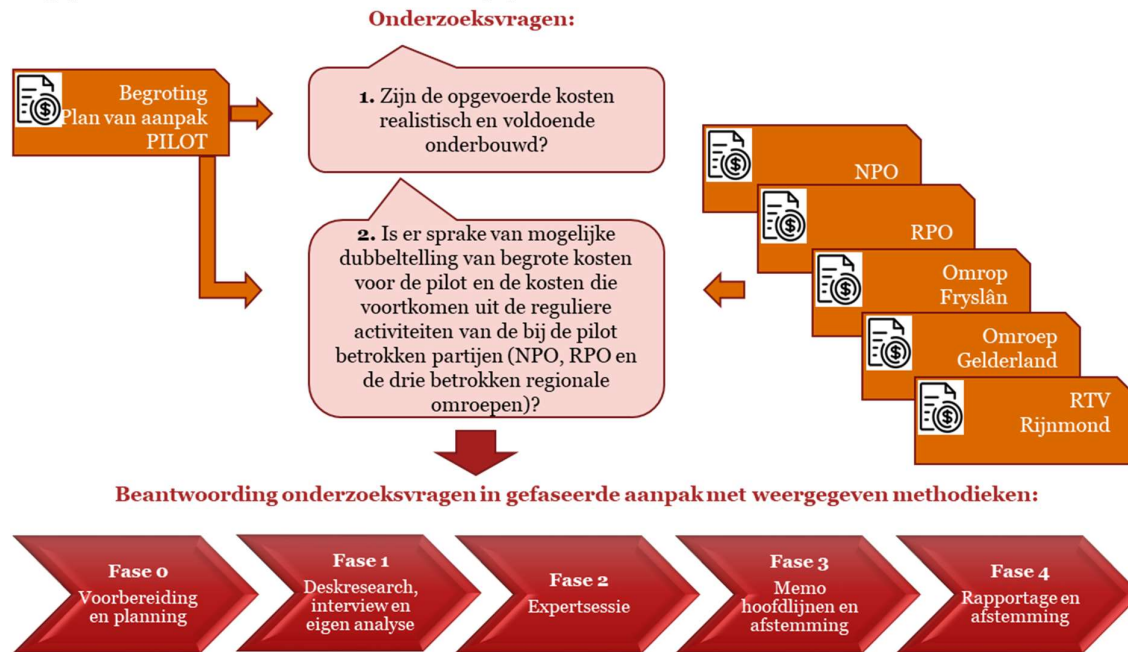 Onderzoeksvragen:
Begroting
Plan van aanpak
PILOT
1. Zijn de opgevoerde kosten
realistisch en voldoende
onderbouwd?
2. Is er sprake van mogelijke
dubbeltelling van begrote kosten
voor de pilot en de kosten die
voortkomen uit de reguliere
activiteiten van de bij de pilot
betrokken partijen (NPO, RPO en
de drie betrokken regionale
omroepen)?
NPO
RPO
Omrop
Fryslân
Omroep
Gelderland
RTV
Rijnmond
Beantwoording onderzoeksvragen in gefaseerde aanpak met weergegeven methodieken:
Fase 0
Voorbereiding
en planning
Fase 1
Deskresearch,
interview en
eigen analyse
Fase 2
Expertsessie
Fase 3
Memo
hoofdlijnen en
afstemming
Fase 4
Rapportage en
afstemming